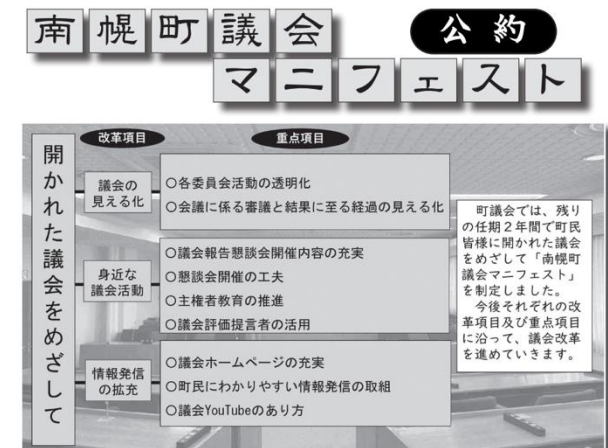 南幌町議会
公約
マニフェスト
開かれた議会をめざして
改革項目
重点項目
議会の
見える化
○各委員会活動の透明化
○会議に係る審議と結果に至る経過の見える化
身近な
議会活動
○議会報告懇談会開催内容の充実
○懇談会開催の工夫
○主権者教育の推進
○議会評価提言者の活用
情報発信
の拡充
○議会ホームページの充実
○町民にわかりやすい情報発信の取組
○議会YouTubeのあり方
町議会では、残り
の任期2年間で町民
皆様に開かれた議会
をめざして「南幌町
議会マニフェスト」
を制定しました。
今後それぞれの改
革項目及び重点項目
に沿って、議会改革
を進めていきます。